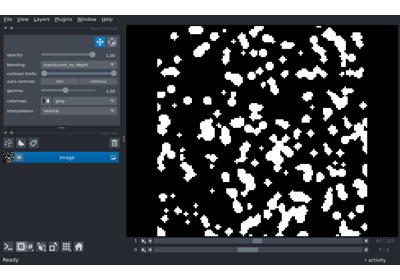 File View Layers Plugins Window Help
opacity: 1.00
blending: translucent_no_depth
contrast limits:
auto-contrast: once continuous
gamma: 1.00
colormap: gray
interpolation: nearest
Image
1
0
Ready
activity